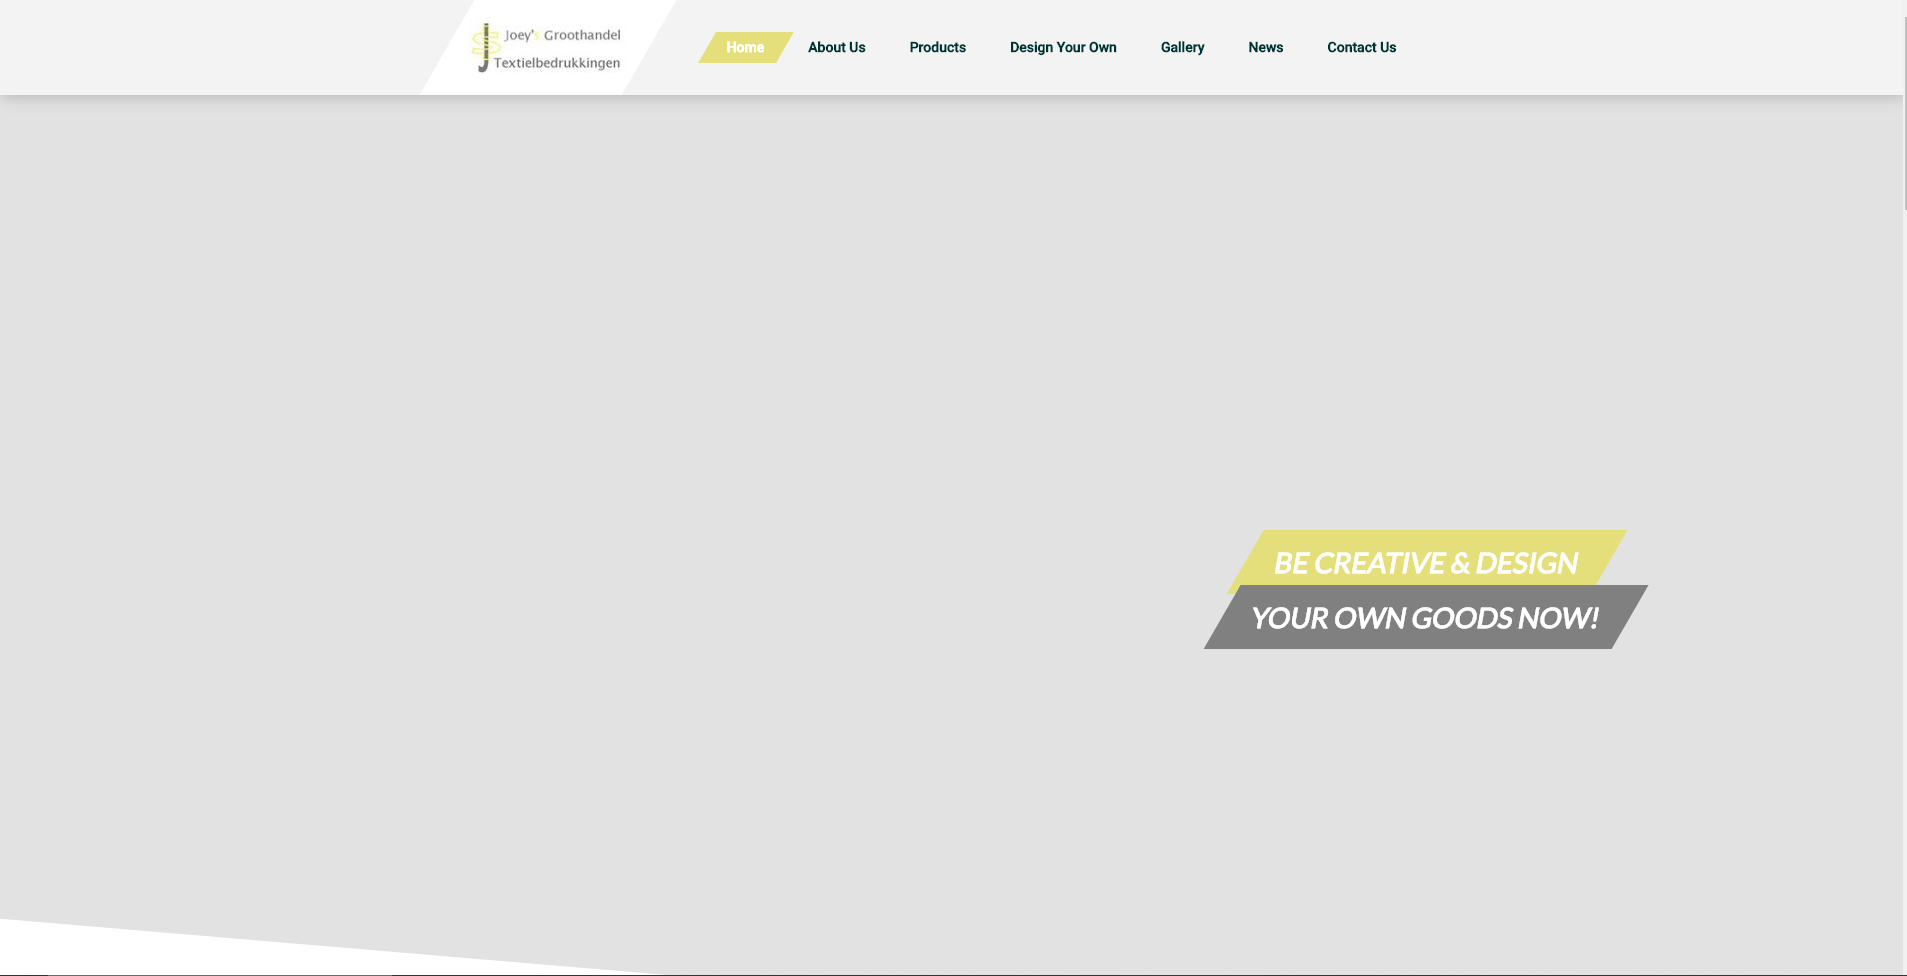 Joey's Groothandel
Textielbedrukkingen
Home About Us Products Design Your Own Gallery News Contact Us
BE CREATIVE & DESIGN
YOUR OWN GOODS NOW!